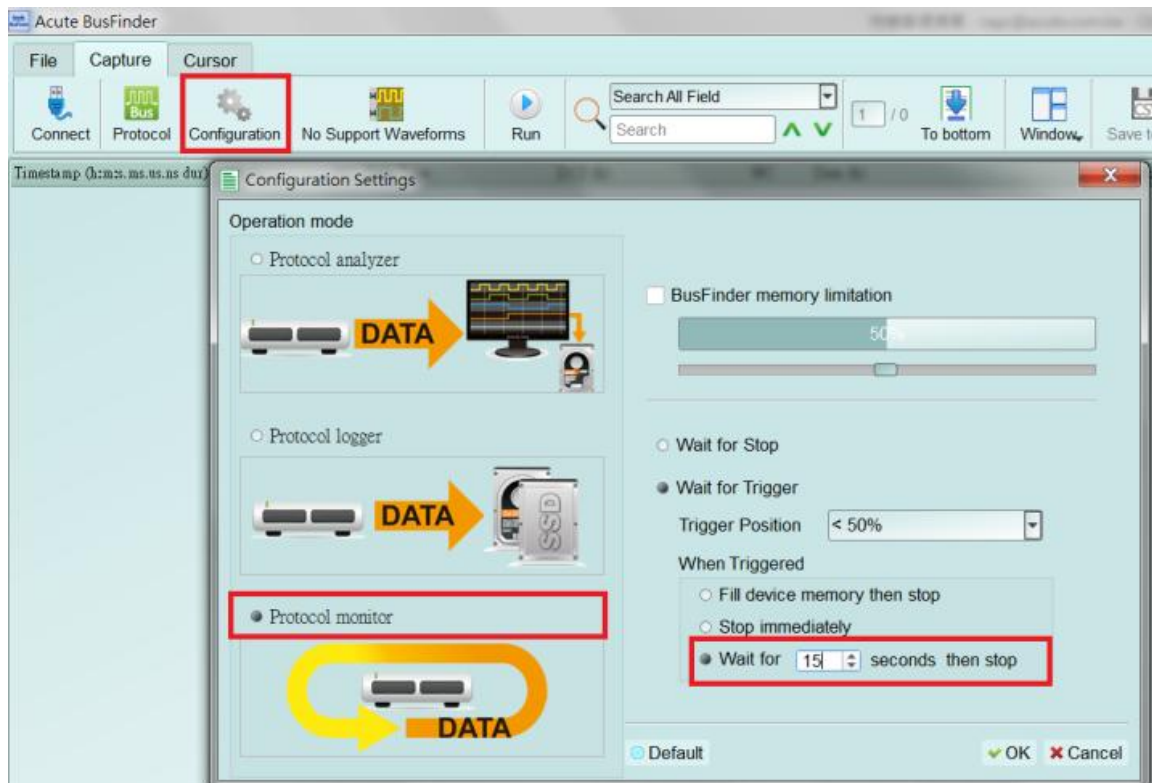 Acute BusFinder
File Capture Cursor
Connect Protocol Configuration No Support Waveforms Run
Bus
Search All Field
Search
1 / 0
To bottom Window Save
Timestamp (h:m:s.ms.us.ns dur)
Configuration Settings
Operation mode
Protocol analyzer
DATA
Protocol logger
DATA
SSD
Protocol monitor
DATA
BusFinder memory limitation
50%
Wait for Stop
Wait for Trigger
Trigger Position < 50%
When Triggered
Fill device memory then stop
Stop immediately
Wait for 15 seconds then stop
Default OK Cancel